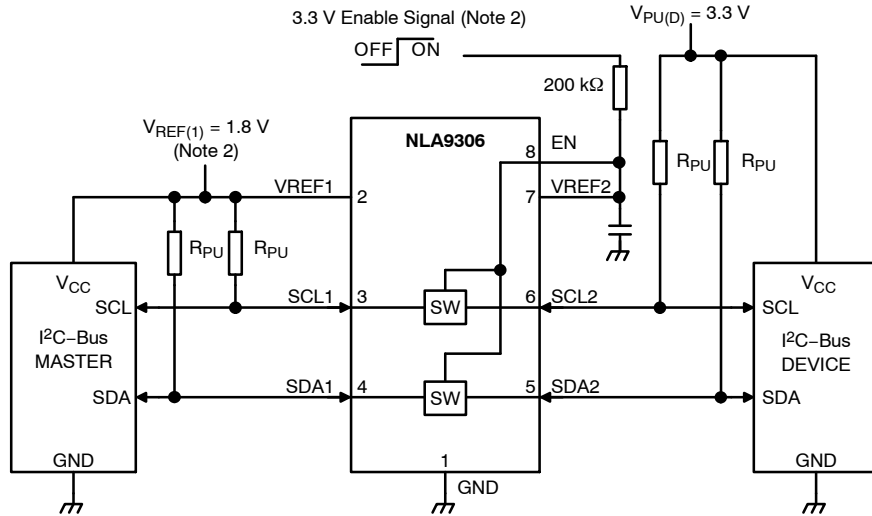 3.3 V Enable Signal (Note 2)
V_PU(D) = 3.3 V
OFF ON
200 kΩ
V_REF(1) = 1.8 V
(Note 2)
NLA9306
8 EN
R_PU R_PU
VREF1 2
7 VREF2
R_PU R_PU
V_CC
V_CC
SCL SCL1 3 SW 6 SCL2 SCL
I²C–Bus
MASTER
I²C–Bus
DEVICE
SDA SDA1 4 SW 5 SDA2 SDA
GND
1
GND
GND